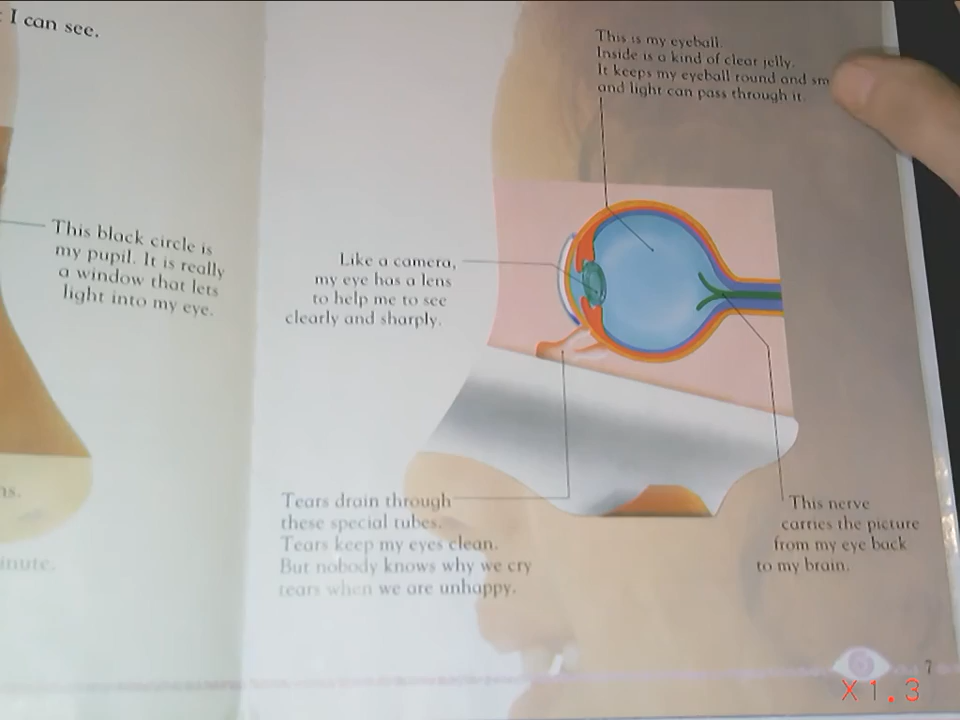 I can see.
This black circle is
my pupil. It is really
a window that lets
light into my eye.
inute.
This is my eyeball.
Inside is a kind of clear jelly.
It keeps my eyeball round and sm
and light can pass through it.
Like a camera,
my eye has a lens
to help me to see
clearly and sharply.
Tears drain through
these special tubes.
Tears keep my eyes clean.
But nobody knows why we cry
tears when we are unhappy.
This nerve
carries the picture
from my eye back
to my brain.
7
X1.3